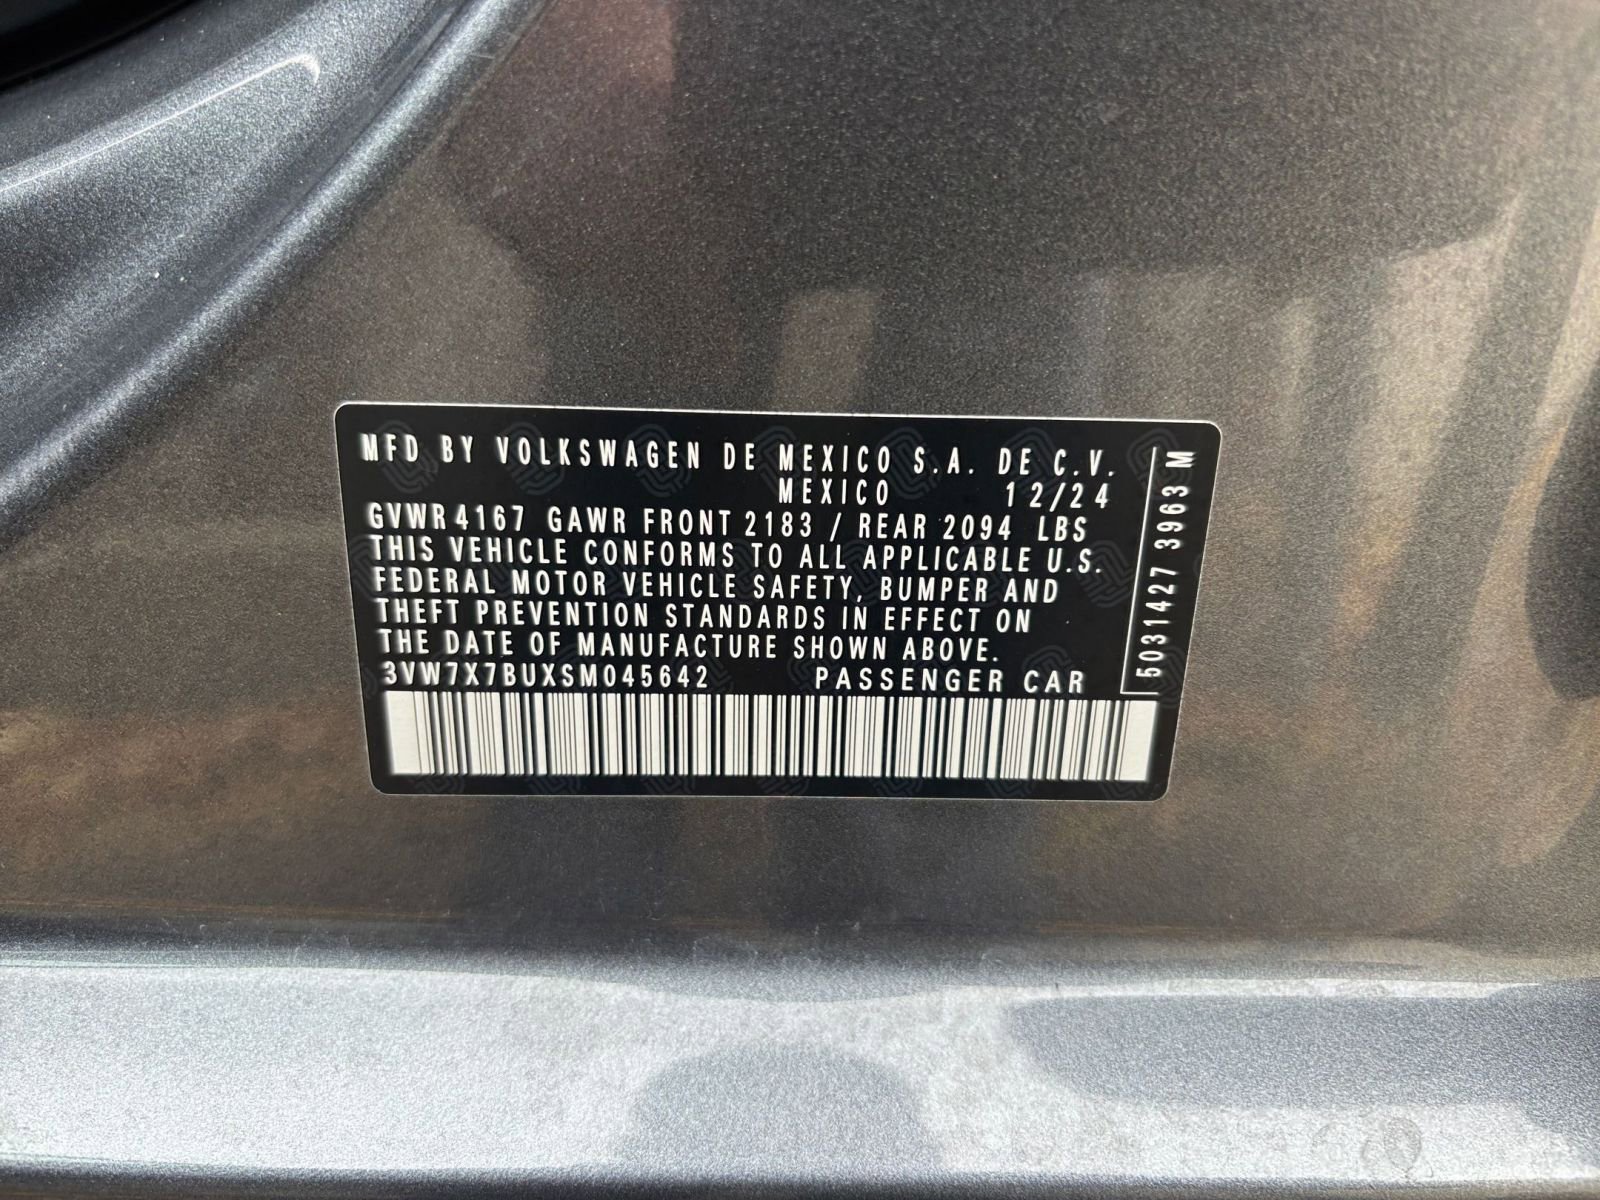 MFD BY VOLKSWAGEN DE MEXICO S.A. DE C.V.
MEXICO 12/24
GVWR 4167 GAWR FRONT 2183 / REAR 2094 LBS
THIS VEHICLE CONFORMS TO ALL APPLICABLE U.S.
FEDERAL MOTOR VEHICLE SAFETY, BUMPER AND
THEFT PREVENTION STANDARDS IN EFFECT ON
THE DATE OF MANUFACTURE SHOWN ABOVE.
3VW7X7BUXSM045642 PASSENGER CAR
5031427 3963 M